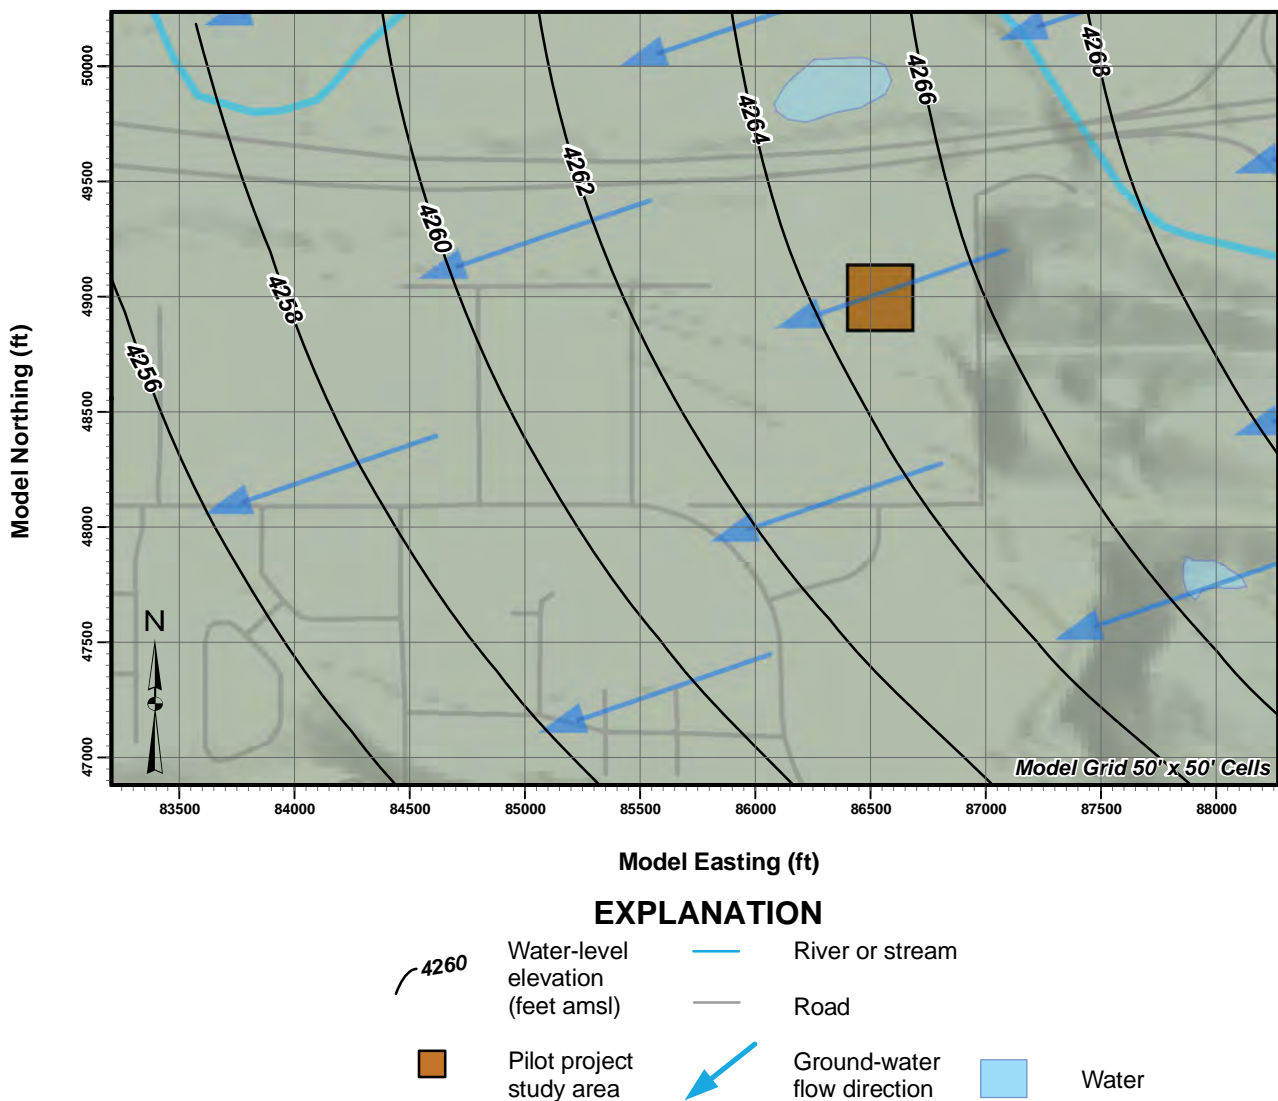 50000
49500
49000
48500
48000
47500
47000
Model Northing (ft)
4256
4258
4260
4262
4264
4266
4268
N
Model Grid 50' x 50' Cells
83500 84000 84500 85000 85500 86000 86500 87000 87500 88000
Model Easting (ft)
EXPLANATION
4260
Water-level
elevation
(feet amsl)
River or stream
Road
Pilot project
study area
Ground-water
flow direction
Water